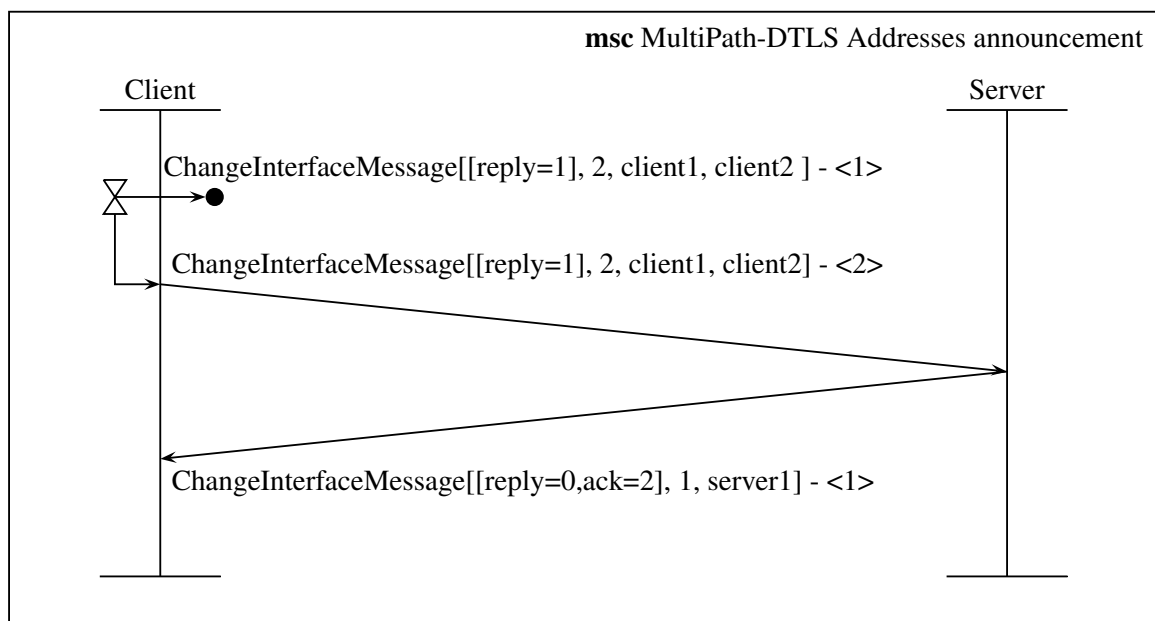 msc MultiPath-DTLS Addresses announcement
Client
Server
ChangeInterfaceMessage[[reply=1], 2, client1, client2 ] - <1>
ChangeInterfaceMessage[[reply=1], 2, client1, client2] - <2>
ChangeInterfaceMessage[[reply=0,ack=2], 1, server1] - <1>